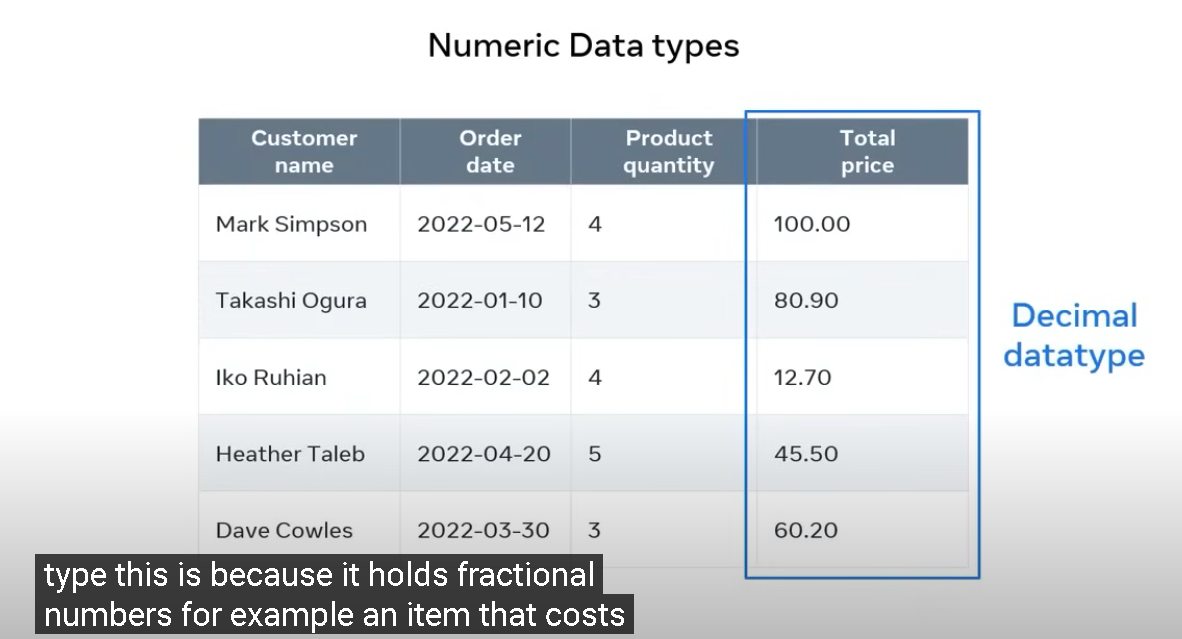 Numeric Data types
Customer name Order date Product quantity Total price
Mark Simpson 2022-05-12 4 100.00
Takashi Ogura 2022-01-10 3 80.90
Iko Ruhian 2022-02-02 4 12.70
Heather Taleb 2022-04-20 5 45.50
Dave Cowles 2022-03-30 3 60.20
Decimal
datatype
type this is because it holds fractional
numbers for example an item that costs